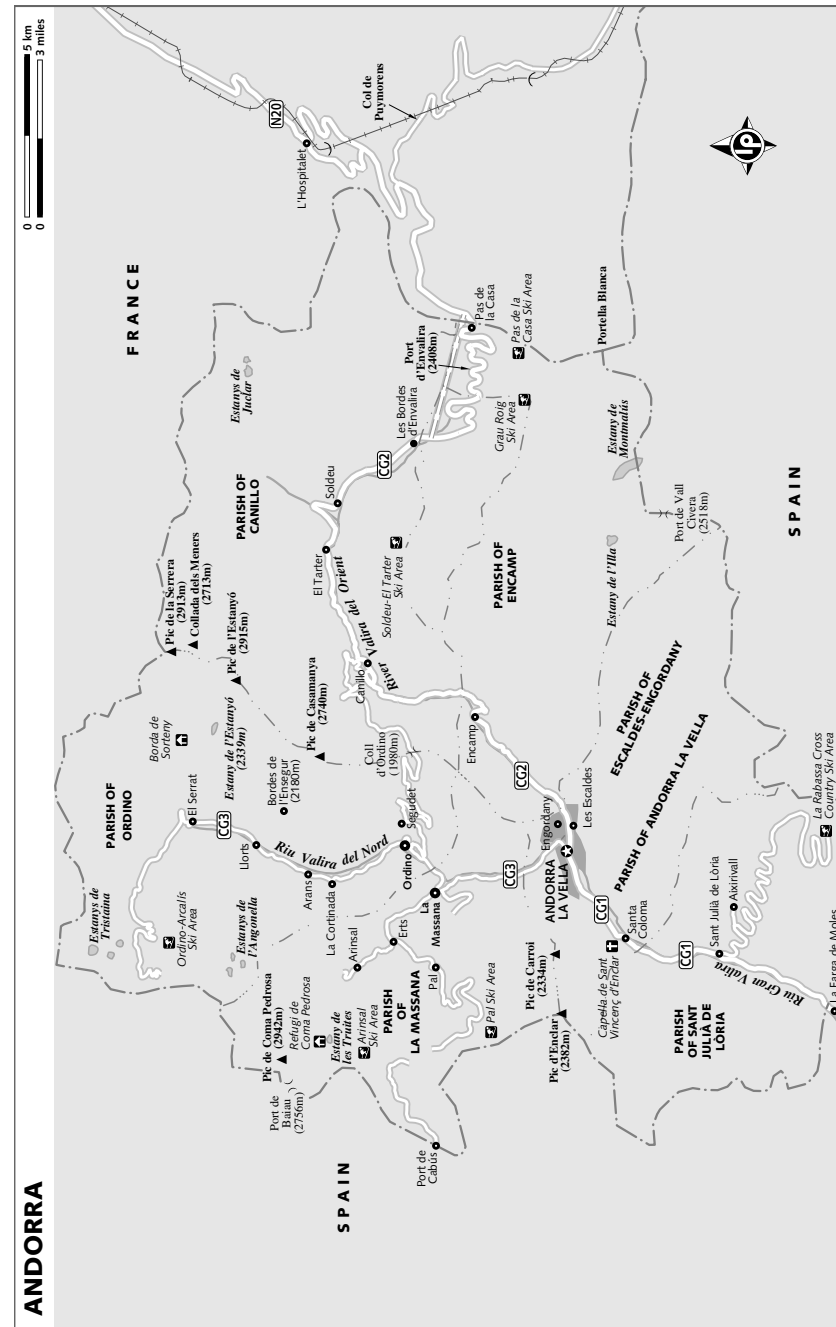 ANDORRA
0 5 km
0 3 miles
FRANCE
N20
L'Hospitalet
Col de
Puymorens
Estanys de
Juclar
PARISH OF
CANILLO
Pic de la Serrera
(2913m)
Collada dels Meners
(2713m)
Pic de l'Estanyó
(2915m)
Borda de
Sorteny
Estany de l'Estanyó
(2339m)
PARISH OF
ORDINO
El Serrat
CG3
Estanys de
Tristaina
Ordino-Arcalís
Ski Area
Llorts
Bordes de
l'Ensegur
(2180m)
Pic de Casamanya
(2740m)
Riu Valira del Nord
Arans
La Cortinada
Estanys de
l'Angonella
Pic de Coma Pedrosa
(2942m)
Refugi de
Coma Pedrosa
Port de
Baiau
(2756m)
Estany de
les Truites
Arinsal
Ski Area
Arinsal
SPAIN
PARISH
OF
LA MASSANA
Erts
Pal
La
Massana
Ordino
Segudet
Coll
d'Ordino
(1980m)
Canillo
River Valira del Orient
El Tarter
Soldeu
CG2
Les Bordes
d'Envalira
Port
d'Envalira
(2408m)
Pas de
la Casa
Pas de la
Casa Ski Area
Grau Roig
Ski Area
Soldeu-El Tarter
Ski Area
PARISH OF
ENCAMP
Encamp
CG2
Port de
Cabús
Pal Ski Area
CG3
Engordany
Les Escaldes
ANDORRA
LA VELLA
Pic de Carroi
(2334m)
Pic d'Enclar
(2382m)
Capella de Sant
Vincenç d'Enclar
CG1
Santa
Coloma
PARISH OF
ESCALDES-ENGORDANY
PARISH OF ANDORRA LA VELLA
Estany de l'Illa
Estany de
Montmalús
Portella Blanca
Port de Vall
Civera
(2518m)
SPAIN
PARISH
OF SANT
JULIÀ DE
LÒRIA
CG1
Sant Julià de Lòria
Aixirivall
La Rabassa Cross
Country Ski Area
Riu Gran Valira
La Farga de Moles
lp